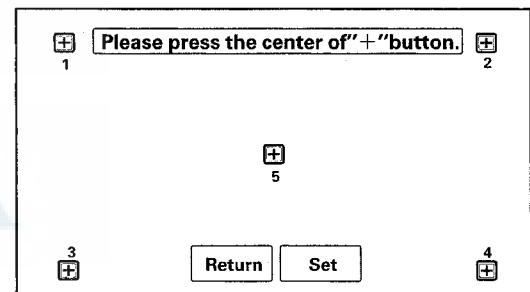 + Please press the center of"+"button. +
1 2
+
5
3 4
+ Return Set +